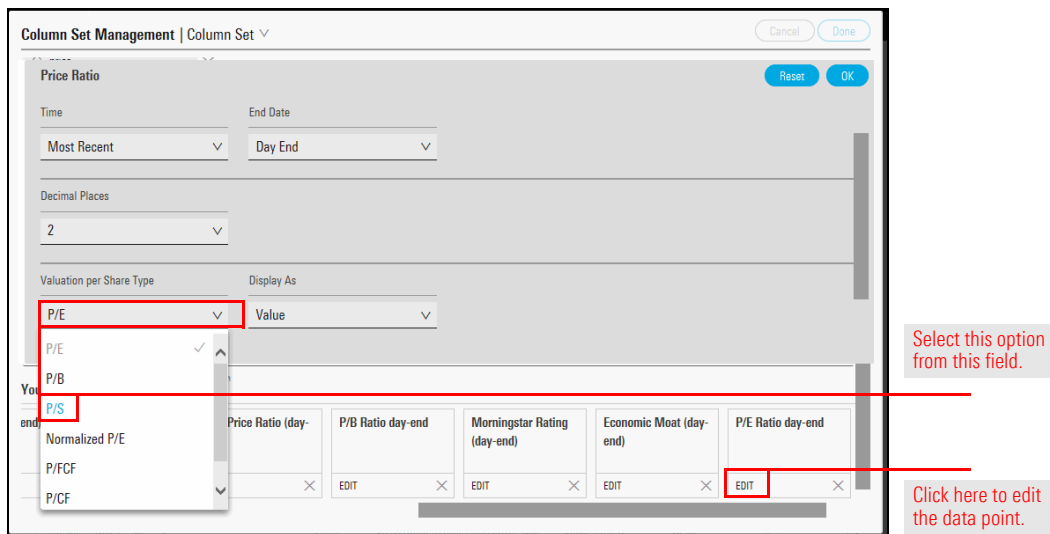 Column Set Management | Column Set
Cancel
Done
Price Ratio
Reset
OK
Time
End Date
Most Recent
Day End
Decimal Places
2
Valuation per Share Type
Display As
P/E
Value
P/E
P/B
P/S
Normalized P/E
P/FCF
P/CF
You
end)
Price Ratio (day-
P/B Ratio day-end
Morningstar Rating
(day-end)
Economic Moat (day-
end)
P/E Ratio day-end
EDIT
EDIT
EDIT
EDIT
Select this option
from this field.
Click here to edit
the data point.